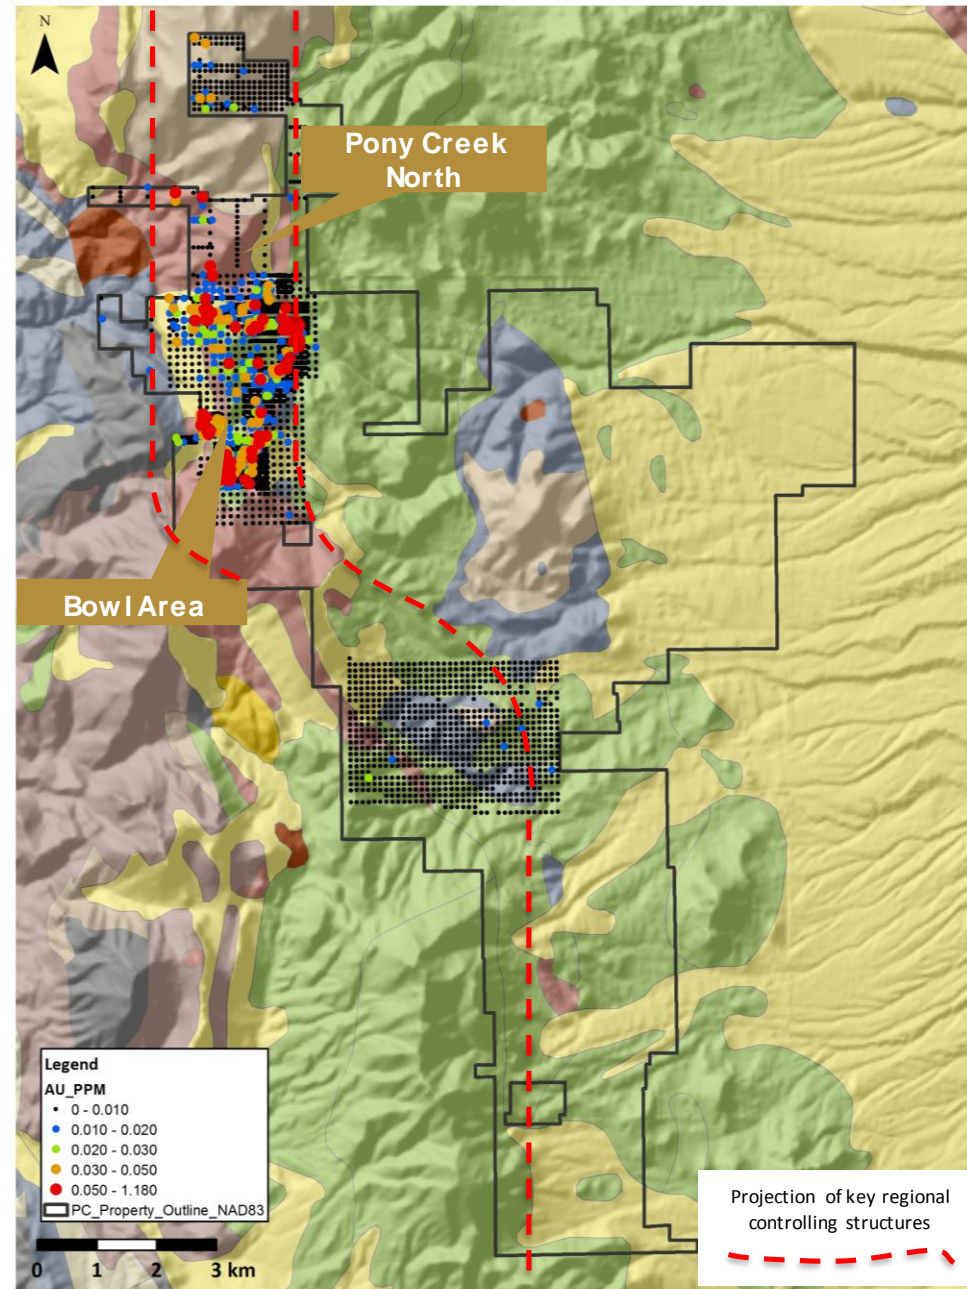 N
Pony Creek
North
Bowl Area
Legend
AU_PPM
0 - 0.010
0.010 - 0.020
0.020 - 0.030
0.030 - 0.050
0.050 - 1.180
PC_Property_Outline_NAD83
0 1 2 3 km
Projection of key regional
controlling structures